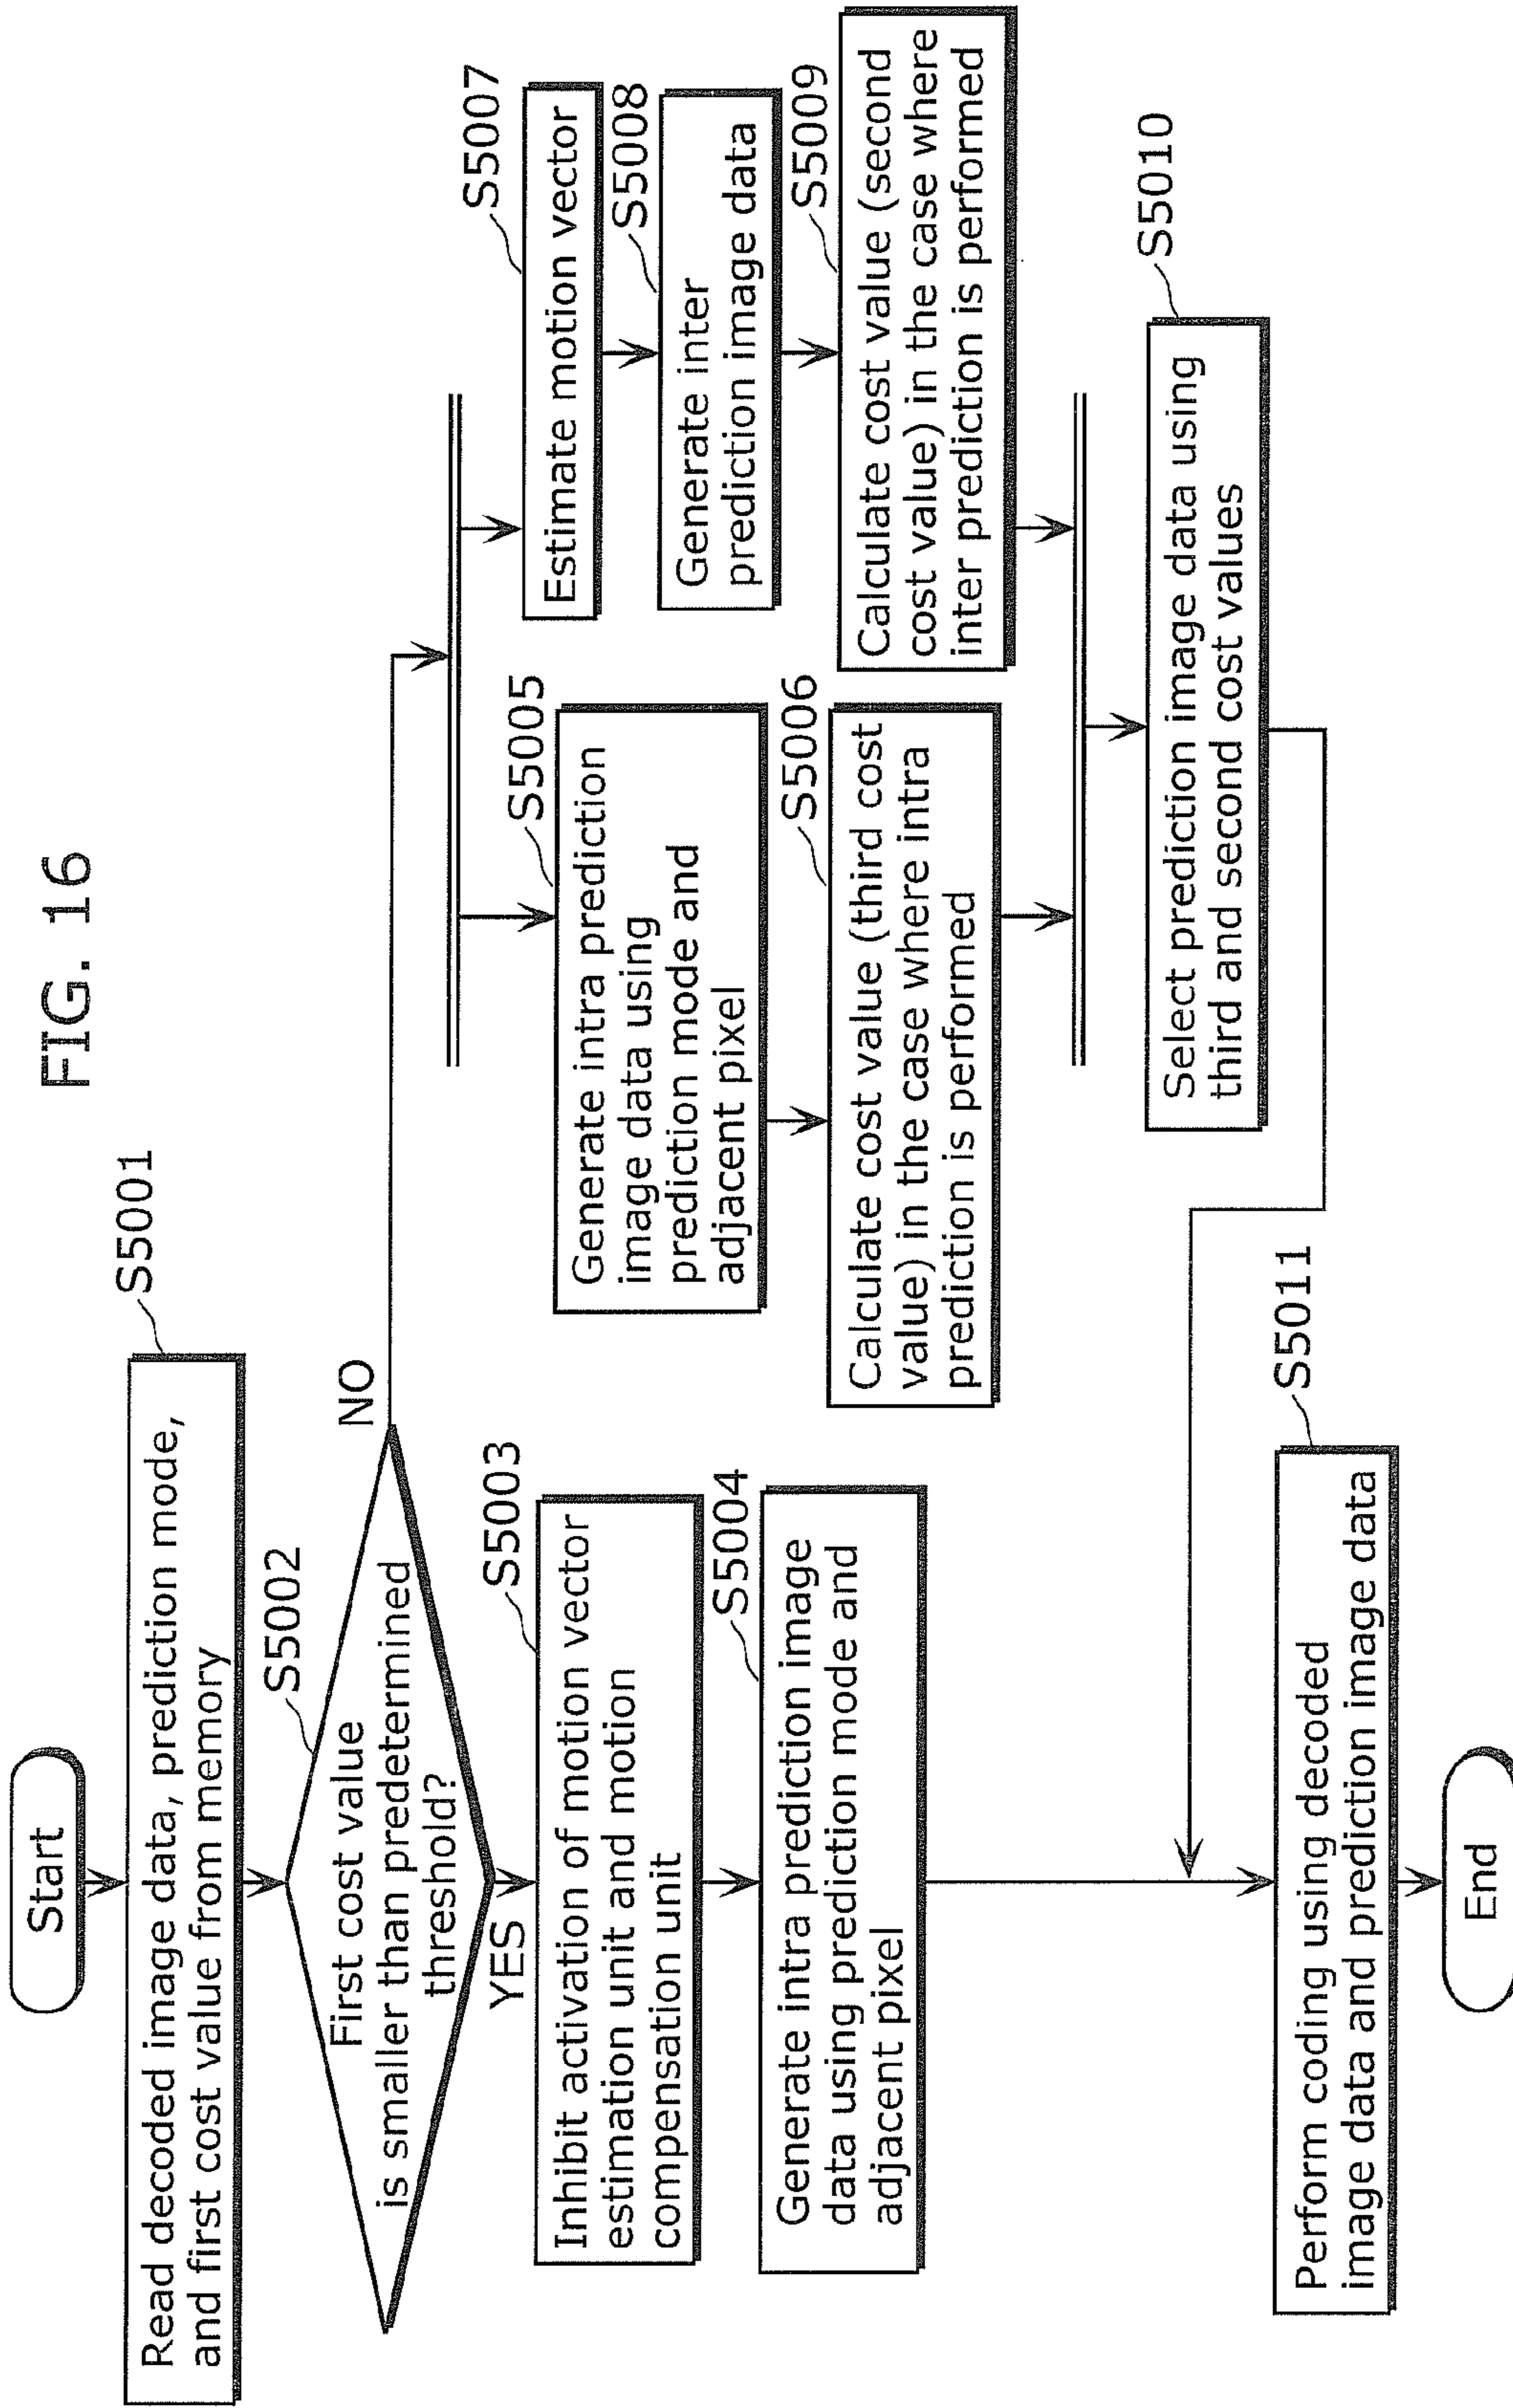 FIG. 16
Start
S5001
Read decoded image data, prediction mode,
and first cost value from memory
S5002
First cost value
is smaller than predetermined
threshold?
NO
YES
S5003
Inhibit activation of motion vector
estimation unit and motion
compensation unit
S5004
Generate intra prediction image
data using prediction mode and
adjacent pixel
S5005
Generate intra prediction
image data using
prediction mode and
adjacent pixel
S5006
Calculate cost value (third cost
value) in the case where intra
prediction is performed
S5007
Estimate motion vector
S5008
Generate inter
prediction image data
S5009
Calculate cost value (second
cost value) in the case where
inter prediction is performed
S5010
Select prediction image data using
third and second cost values
S5011
Perform coding using decoded
image data and prediction image data
End